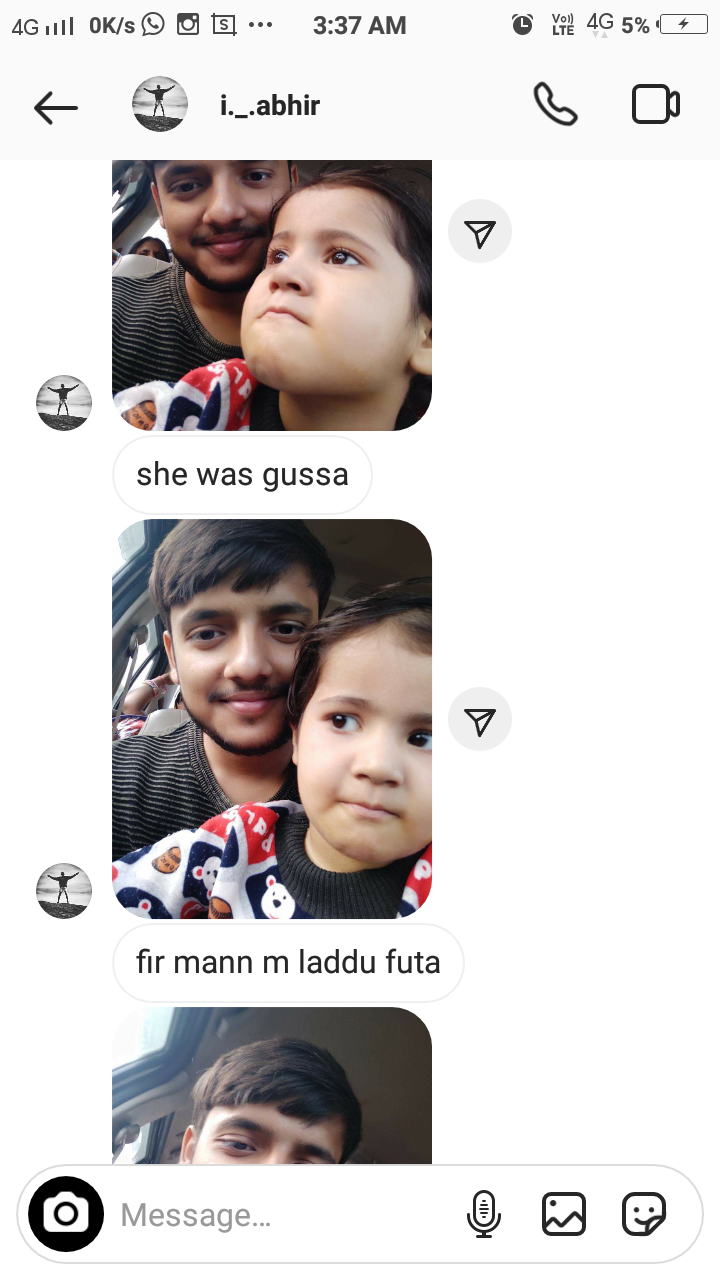 4G 0K/s S 3:37 AM Vo)) LTE 4G 5%
i._.abhir
she was gussa
fir mann m laddu futa
Message...